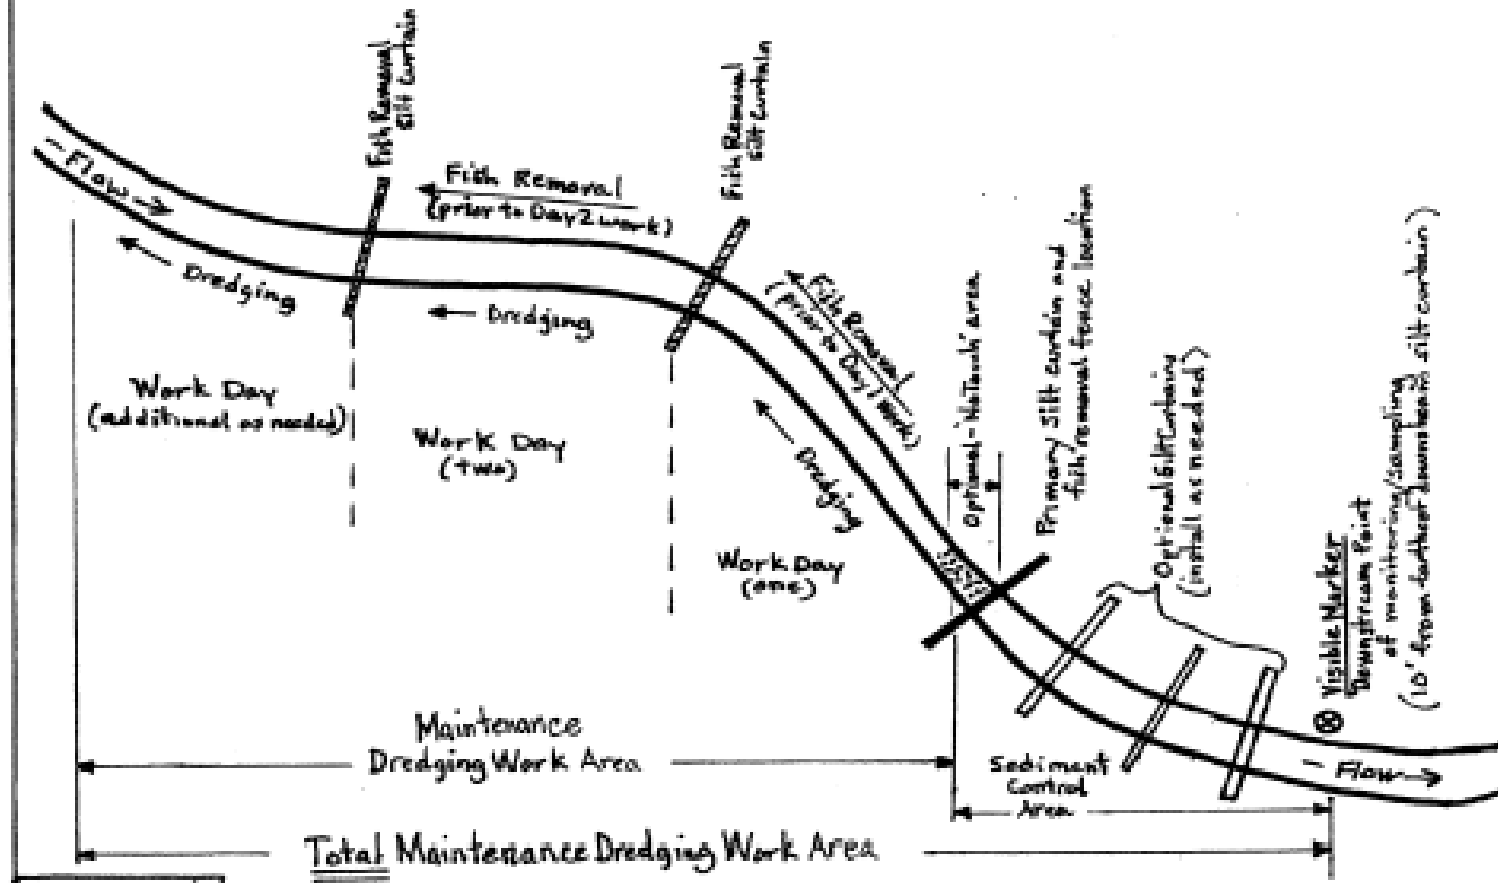 Fish Removal
Silt Curtain
Fish Removal
Silt Curtain
Flow
Fish Removal
(prior to Day 2 work)
Dredging
Dredging
Fish Removal
(prior to Day 1 work)
Dredging
Optional-"No Touch" area
Primary Silt curtain and
fish removal fence location
Optional Silt Curtains
(install as needed)
Visible Marker
Downstream Point
of monitoring/sampling
(10' from farthest downstream silt curtain)
Work Day
(additional as needed)
Work Day
(two)
Work Day
(one)
Maintenance
Dredging Work Area
Sediment
Control
Area
Flow
Total Maintenance Dredging Work Area